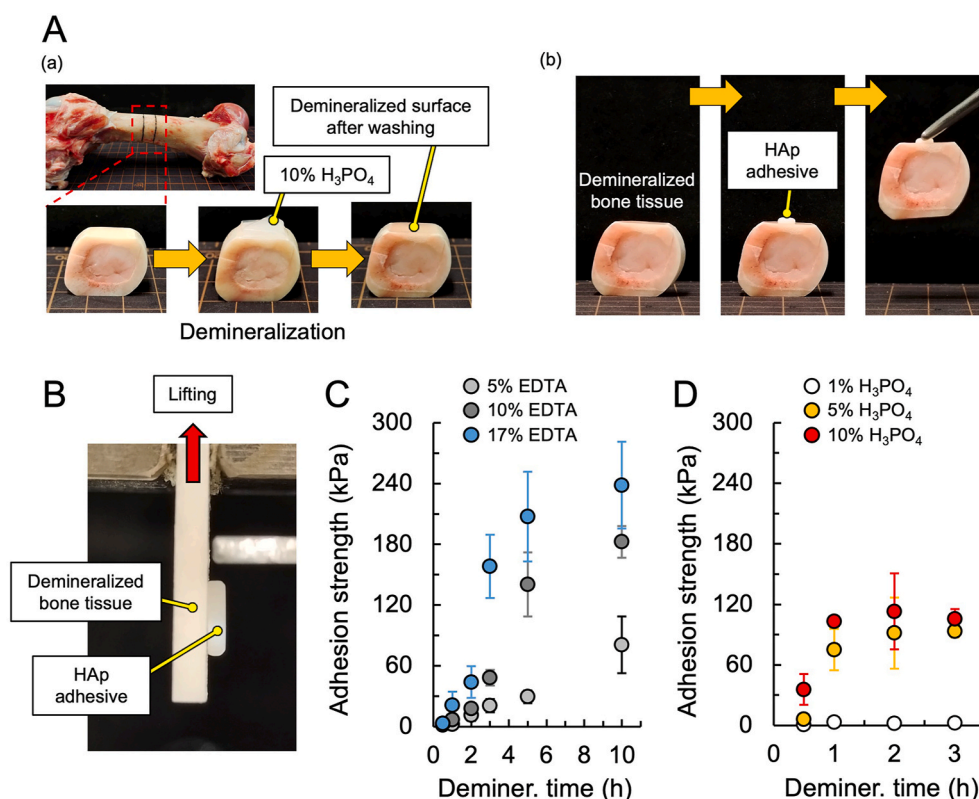 A
(a)
Demineralized surface
after washing
10% H₃PO₄
Demineralization
(b)
Demineralized
bone tissue
HAp
adhesive
B
Lifting
Demineralized
bone tissue
HAp
adhesive
C
5% EDTA
10% EDTA
17% EDTA
Adhesion strength (kPa)
300
240
180
120
60
0
0 2 4 6 8 10
Deminer. time (h)
D
1% H₃PO₄
5% H₃PO₄
10% H₃PO₄
Adhesion strength (kPa)
300
240
180
120
60
0
0 1 2 3
Deminer. time (h)